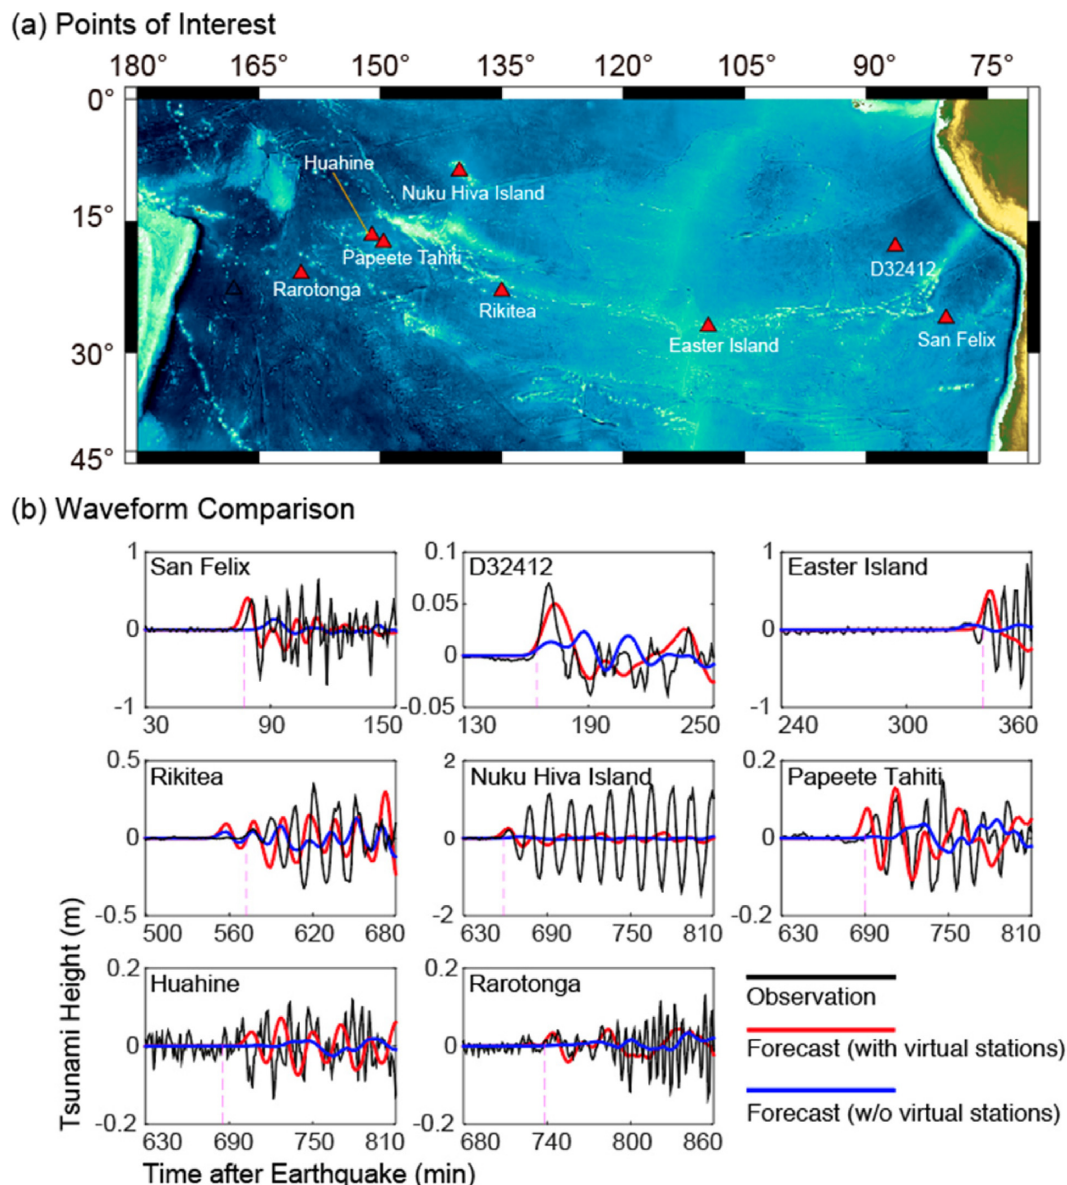 (a) Points of Interest
180° 165° 150° 135° 120° 105° 90° 75°
0°
Huahine
Nuku Hiva Island
15°
Papeete Tahiti
D32412
Rarotonga
Rikitea
San Felix
Easter Island
30°
45°
(b) Waveform Comparison
1 0.1 1
San Felix D32412 Easter Island
0.05
0 0 0
-1 -0.05 -1
30 90 150 130 190 250 240 300 360
0.5 2 0.2
Rikitea Nuku Hiva Island Papeete Tahiti
0 0 0
-0.5 -2 -0.2
500 560 620 680 630 690 750 810 630 690 750 810
0.2 0.2
Huahine Rarotonga
Observation
0 0
Forecast (with virtual stations)
Forecast (w/o virtual stations)
-0.2 -0.2
630 690 750 810 680 740 800 860
Tsunami Height (m)
Time after Earthquake (min)